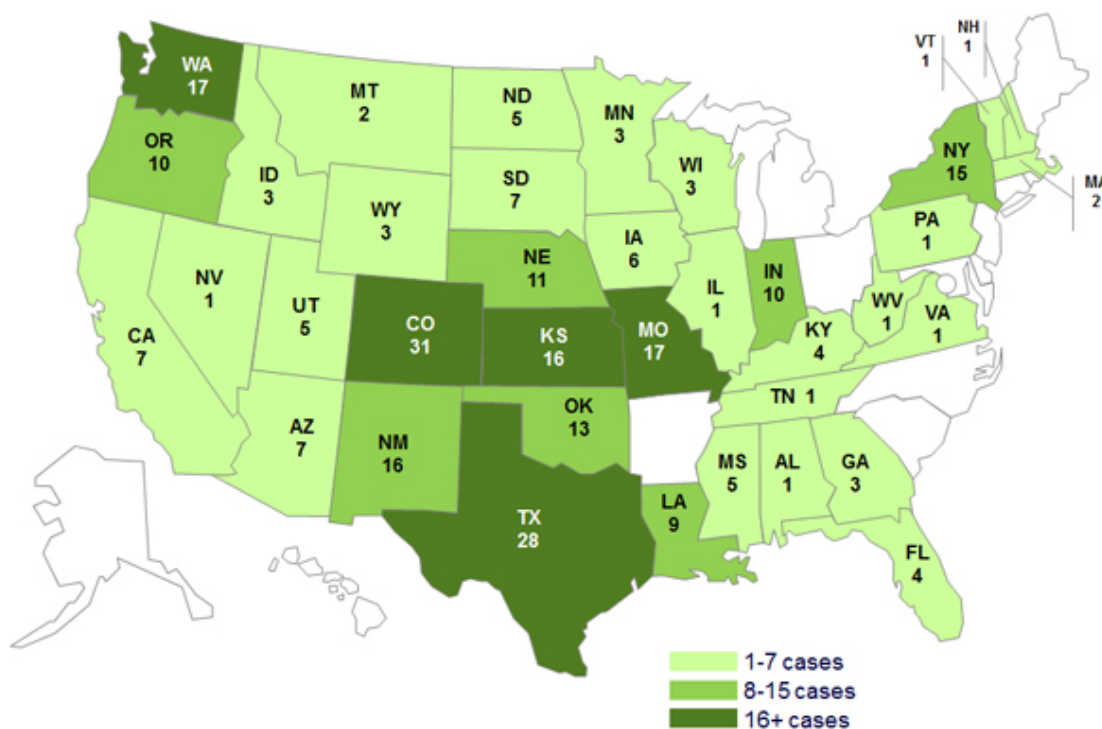 NH
1
VT
1
WA
17
MT
2
ND
5
MN
3
OR
10
ID
3
SD
7
WI
3
NY
15
MA
2
WY
3
PA
1
IA
6
NE
11
NV
1
UT
5
IL
1
IN
10
CO
31
KS
16
MO
17
WV
1
VA
1
CA
7
KY
4
TN 1
AZ
7
NM
16
OK
13
MS
5
AL
1
GA
3
TX
28
LA
9
FL
4
1-7 cases
8-15 cases
16+ cases